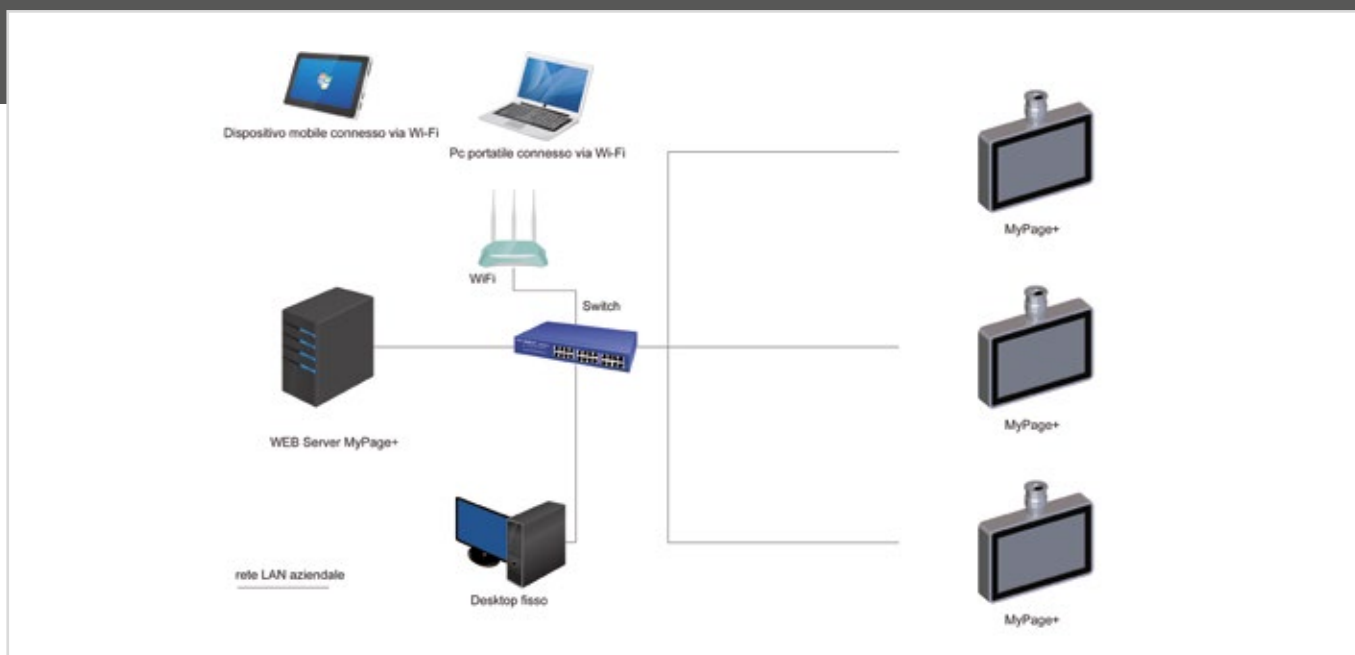 Dispositivo mobile connesso via Wi-Fi
Pc portatile connesso via Wi-Fi
MyPage+
WiFi
Switch
WEB Server MyPage+
MyPage+
rete LAN aziendale
Desktop fisso
MyPage+